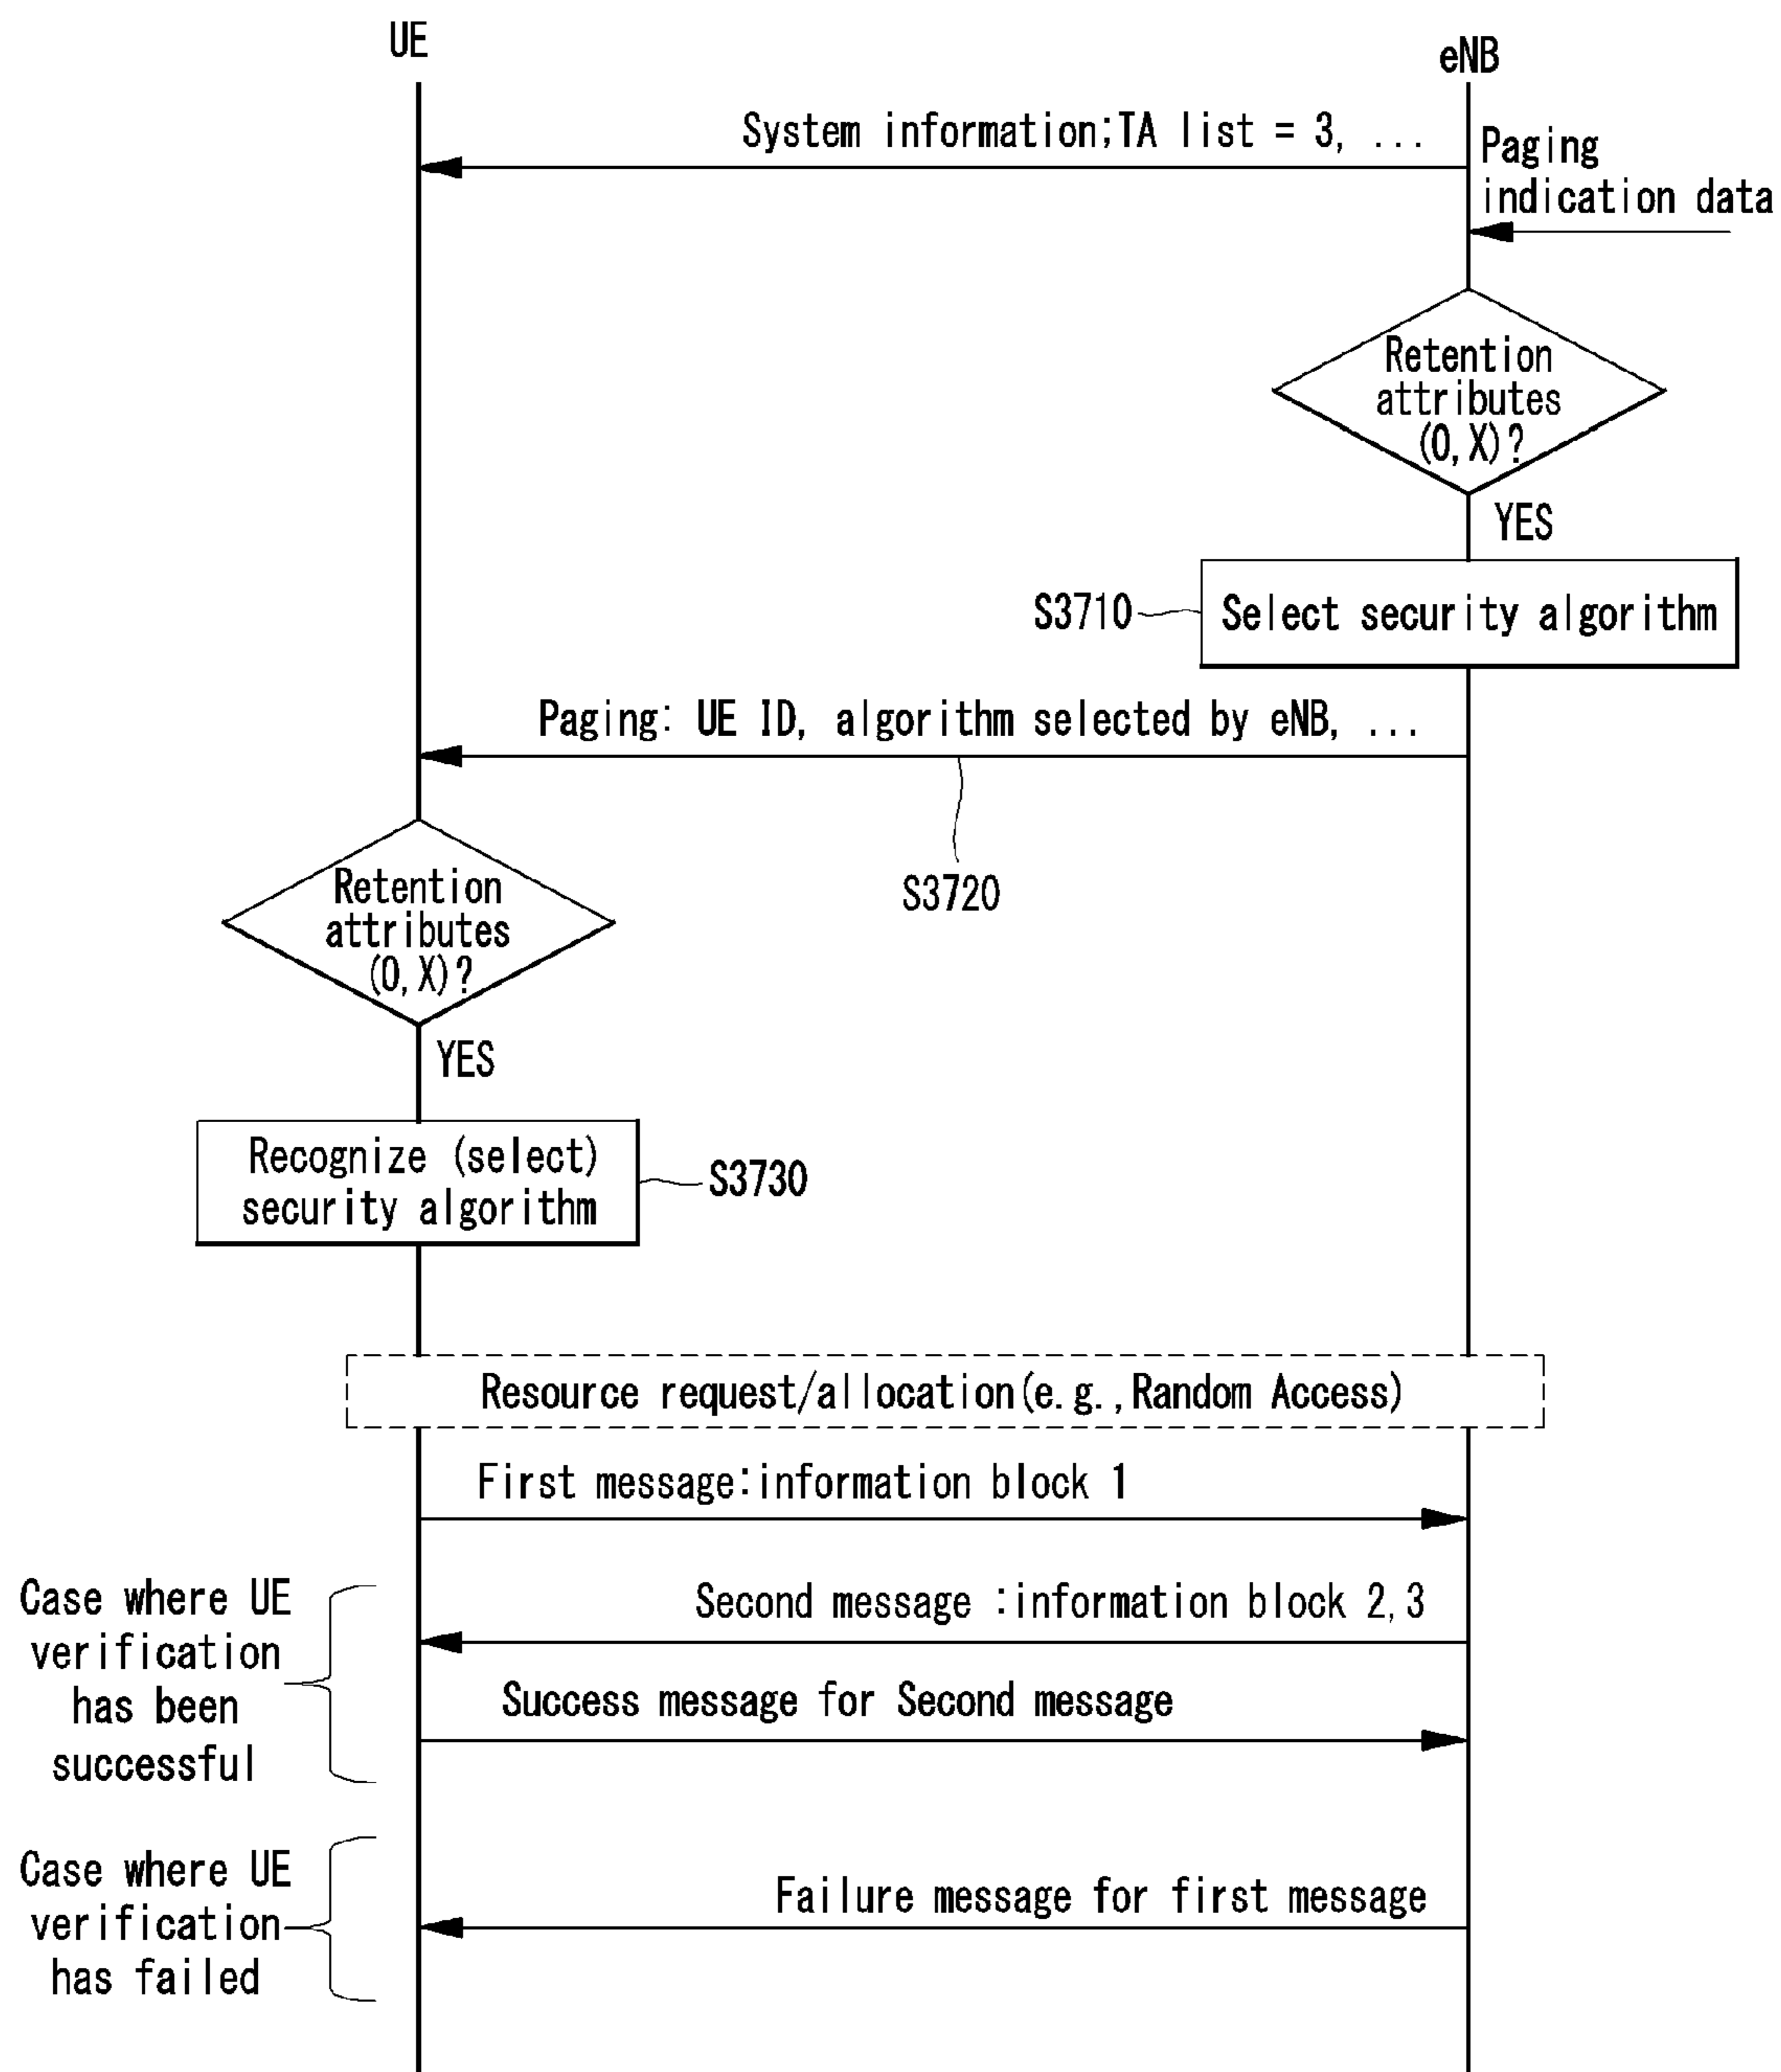 UE
eNB
System information;TA list = 3, ...
Paging
indication data
Retention
attributes
(O,X)?
YES
S3710
Select security algorithm
Paging: UE ID, algorithm selected by eNB, ...
S3720
Retention
attributes
(O,X)?
YES
Recognize (select)
security algorithm
S3730
Resource request/allocation(e.g.,Random Access)
First message:information block 1
Case where UE
verification
has been
successful
Second message :information block 2,3
Success message for Second message
Case where UE
verification
has failed
Failure message for first message